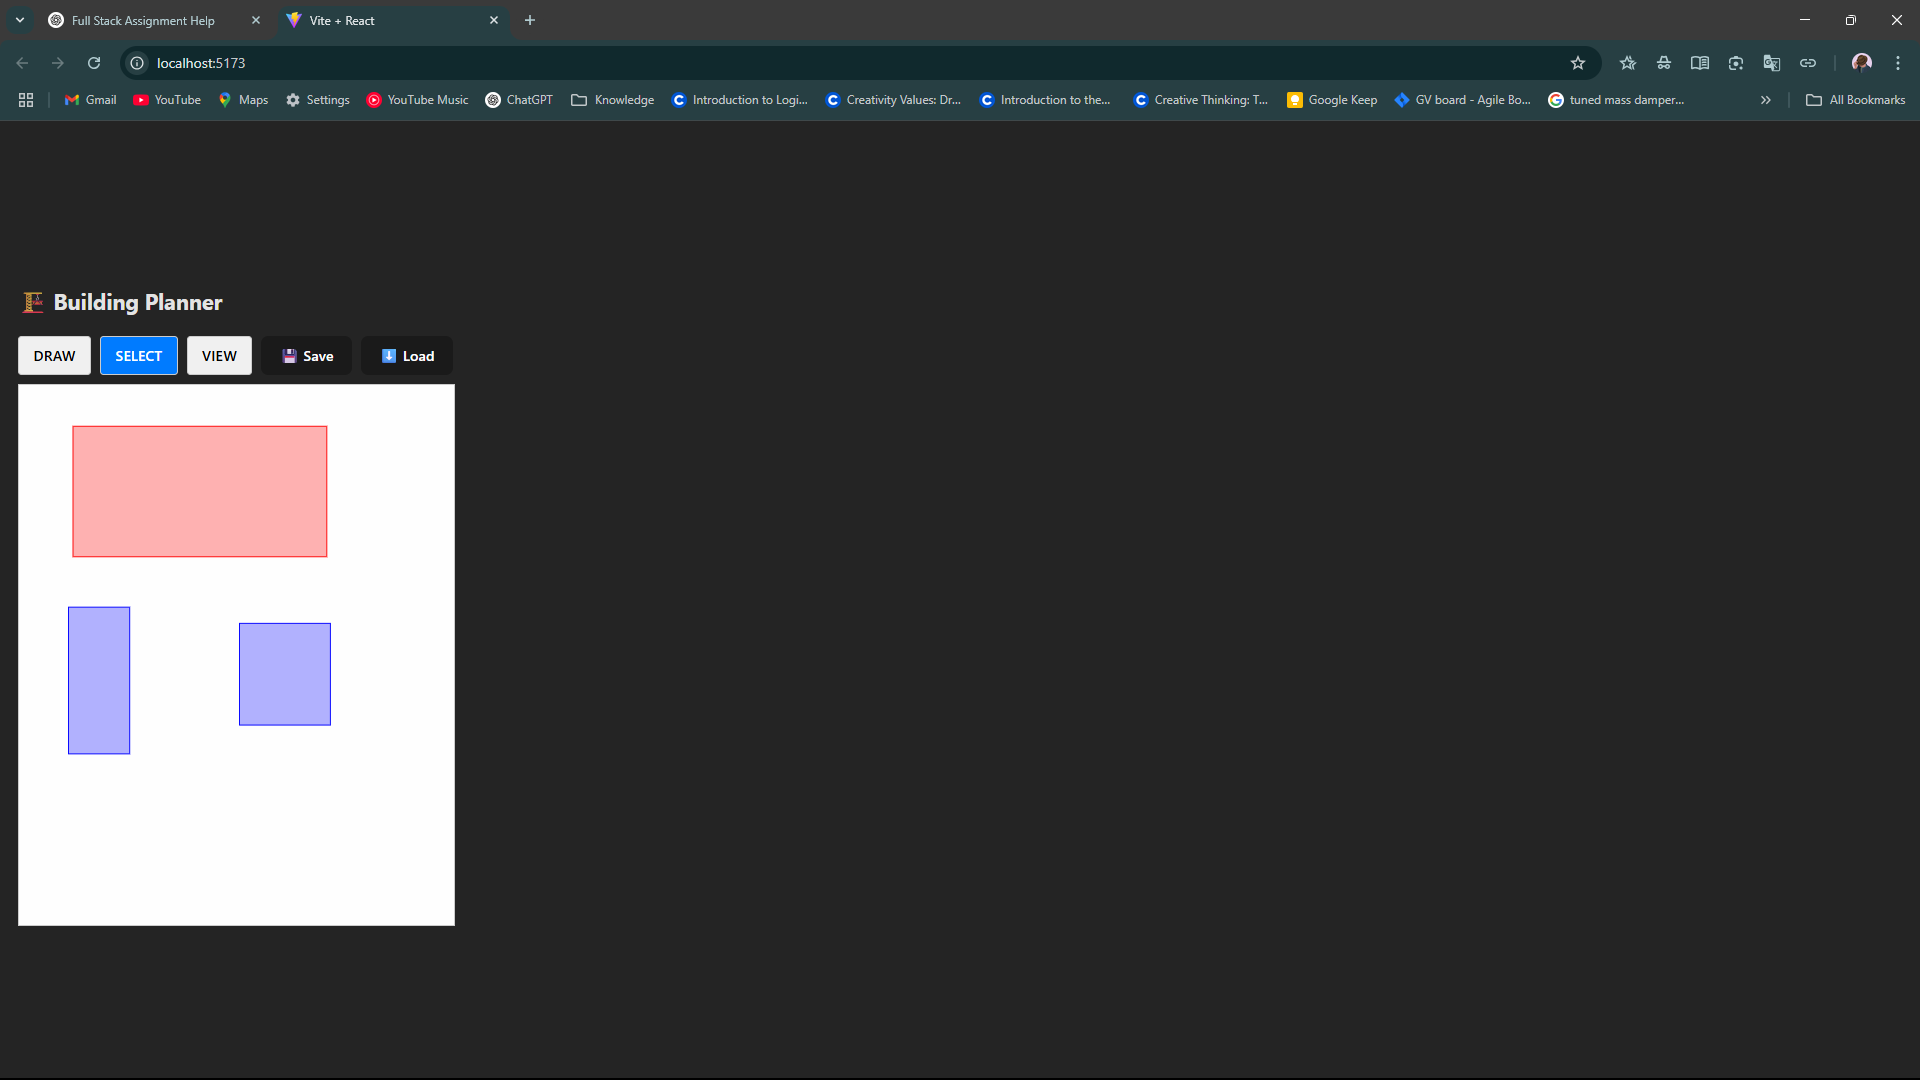 Full Stack Assignment Help
Vite + React
localhost:5173
Gmail
YouTube
Maps
Settings
YouTube Music
ChatGPT
Knowledge
Introduction to Logi...
Creativity Values: Dr...
Introduction to the...
Creative Thinking: T...
Google Keep
GV board - Agile Bo...
tuned mass damper...
All Bookmarks
Building Planner
DRAW
SELECT
VIEW
Save
Load